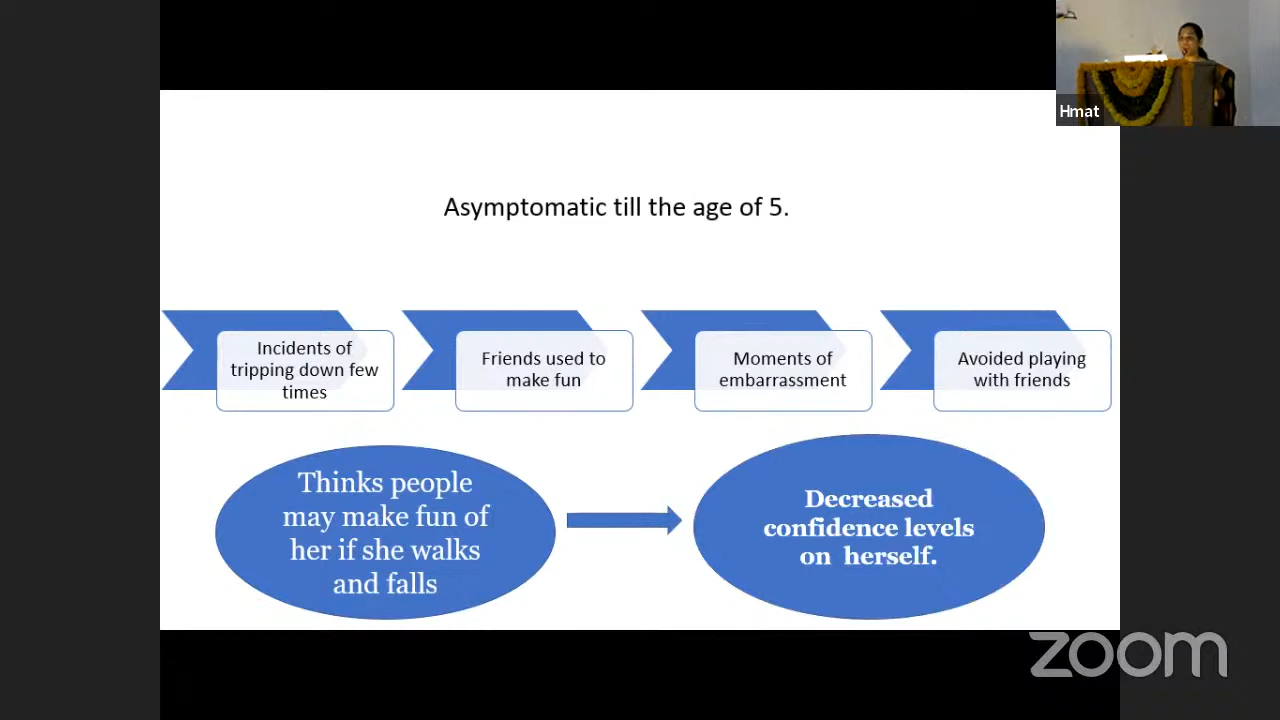 Hmat
Asymptomatic till the age of 5.
Incidents of
tripping down few
times
Friends used to
make fun
Moments of
embarrassment
Avoided playing
with friends
Thinks people
may make fun of
her if she walks
and falls
Decreased
confidence levels
on herself.
zoom